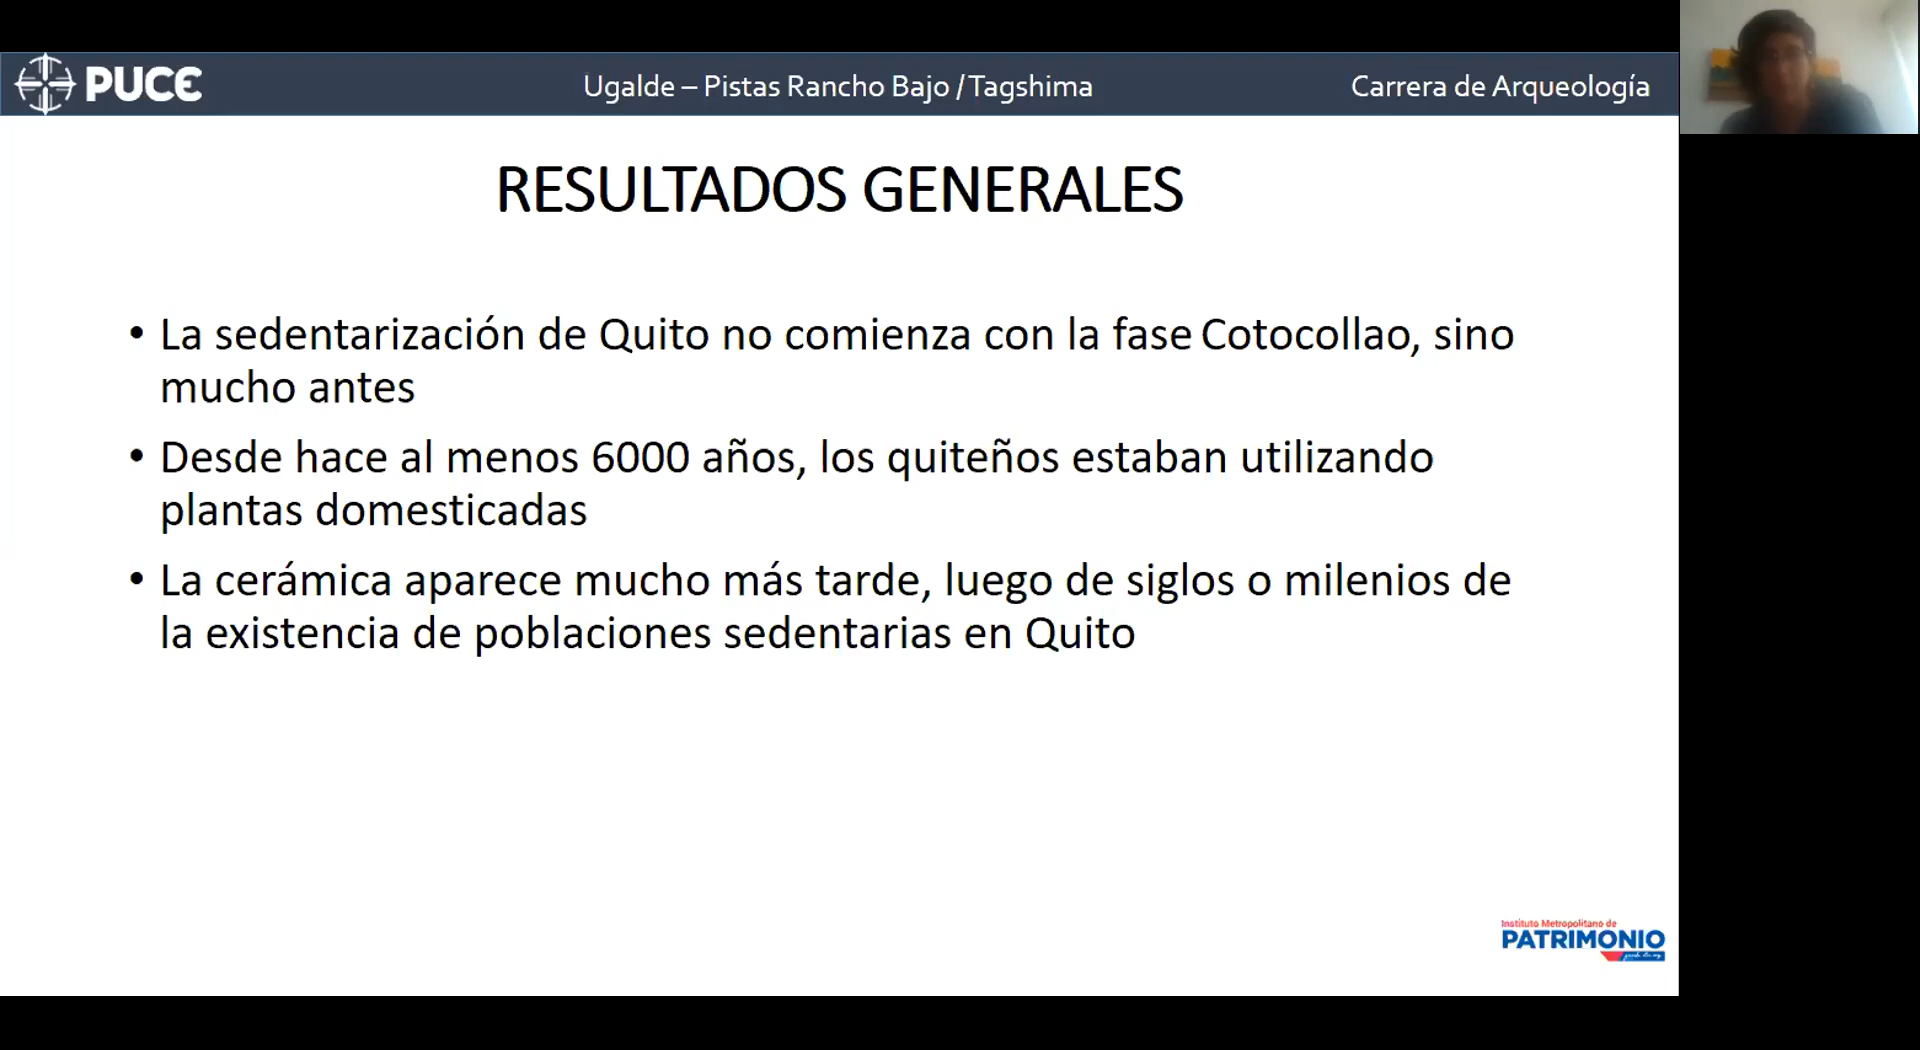 PUCE
Ugalde – Pistas Rancho Bajo / Tagshima
Carrera de Arqueología
RESULTADOS GENERALES
• La sedentarización de Quito no comienza con la fase Cotocollao, sino
mucho antes
• Desde hace al menos 6000 años, los quiteños estaban utilizando
plantas domesticadas
• La cerámica aparece mucho más tarde, luego de siglos o milenios de
la existencia de poblaciones sedentarias en Quito
Instituto Metropolitano de
PATRIMONIO